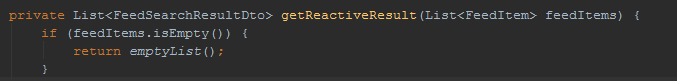 private List<FeedSearchResultDto> getReactiveResult(List<FeedItem> feedItems) {
if (feedItems.isEmpty()) {
return emptyList();
}